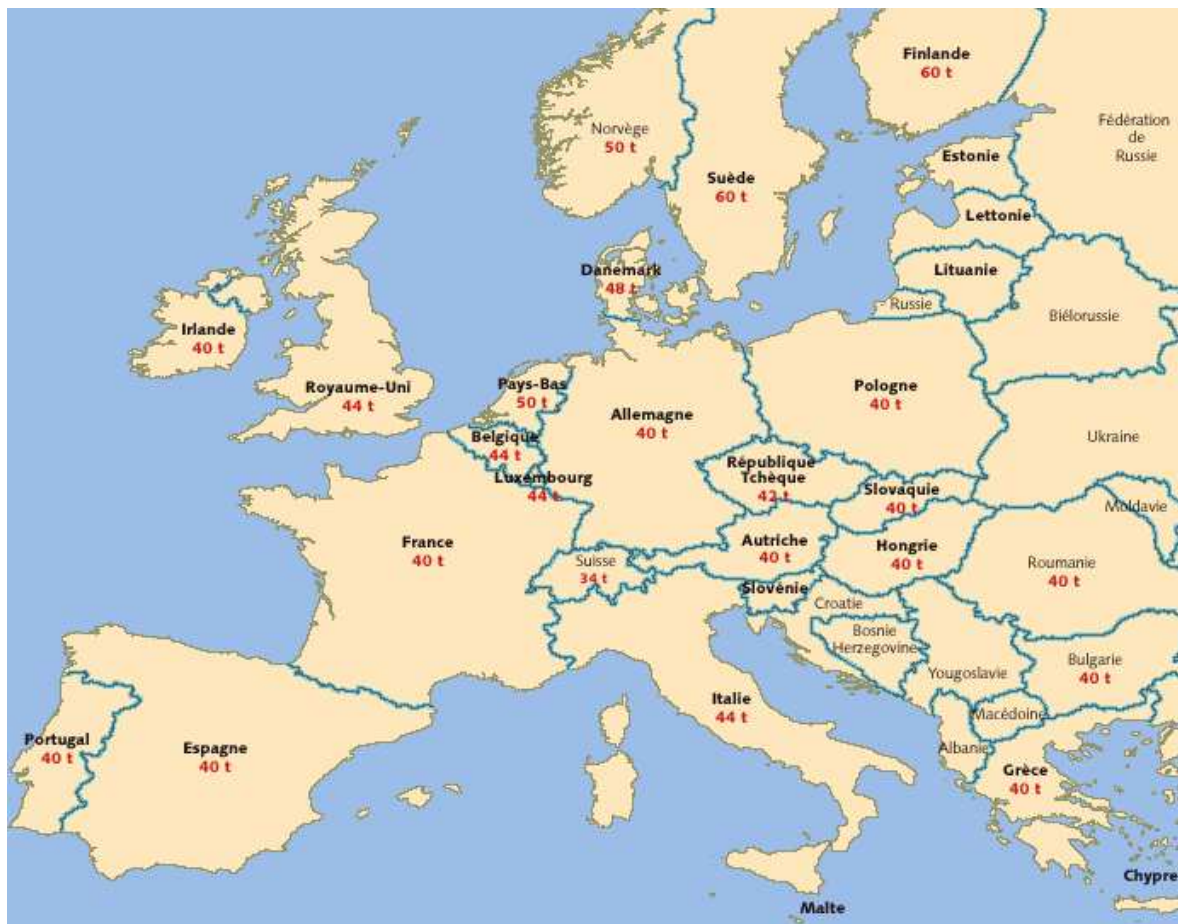 Finlande
60 t
Norvège
50 t
Fédération
de
Russie
Estonie
Suède
60 t
Lettonie
Danemark
48 t
Lituanie
Russie
Biélorussie
Irlande
40 t
Royaume-Uni
44 t
Pays-Bas
50 t
Pologne
40 t
Allemagne
40 t
Belgique
44 t
Ukraine
République
Tchèque
42 t
Luxembourg
44 t
Slovaquie
40 t
Moldavie
France
40 t
Autriche
40 t
Hongrie
40 t
Suisse
34 t
Roumanie
40 t
Slovénie
Croatie
Bosnie
Herzegovine
Yougoslavie
Bulgarie
40 t
Italie
44 t
Macédoine
Portugal
40 t
Espagne
40 t
Albanie
Grèce
40 t
Chypre
Malte